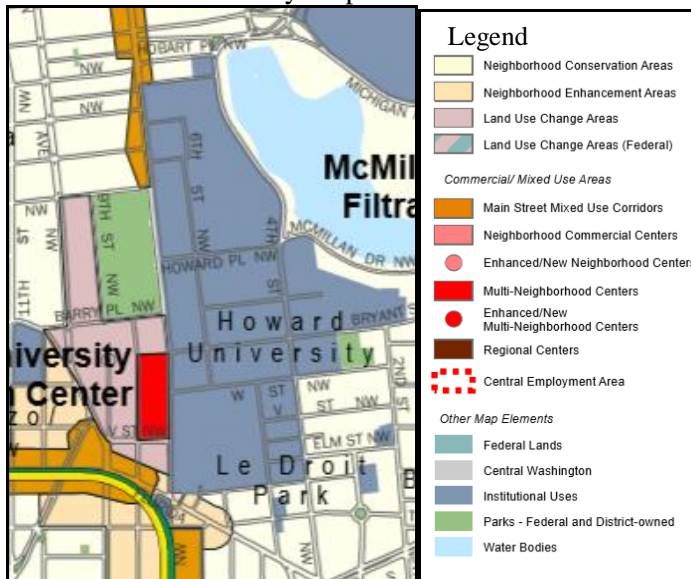 HOBART PL NW
NW
NW
NW
AVE
NW
MICHIGAN
6TH
ST
NW
McMil
Filtra
4TH
ST
MCMILLAN DR NW
NW
ST
11TH
NW
9TH
ST
NW
HOWARD PL NW
BARRY PL NW
Howard
University
BRYANT S
iversity
n Center
2ND
ST
W
ST
NW
V
ST
NW
V ST NW
ELM ST NW
Le Droit
Park
NW
Legend
Neighborhood Conservation Areas
Neighborhood Enhancement Areas
Land Use Change Areas
Land Use Change Areas (Federal)
Commercial/ Mixed Use Areas
Main Street Mixed Use Corridors
Neighborhood Commercial Centers
Enhanced/New Neighborhood Centers
Multi-Neighborhood Centers
Enhanced/New
Multi-Neighborhood Centers
Regional Centers
Central Employment Area
Other Map Elements
Federal Lands
Central Washington
Institutional Uses
Parks - Federal and District-owned
Water Bodies